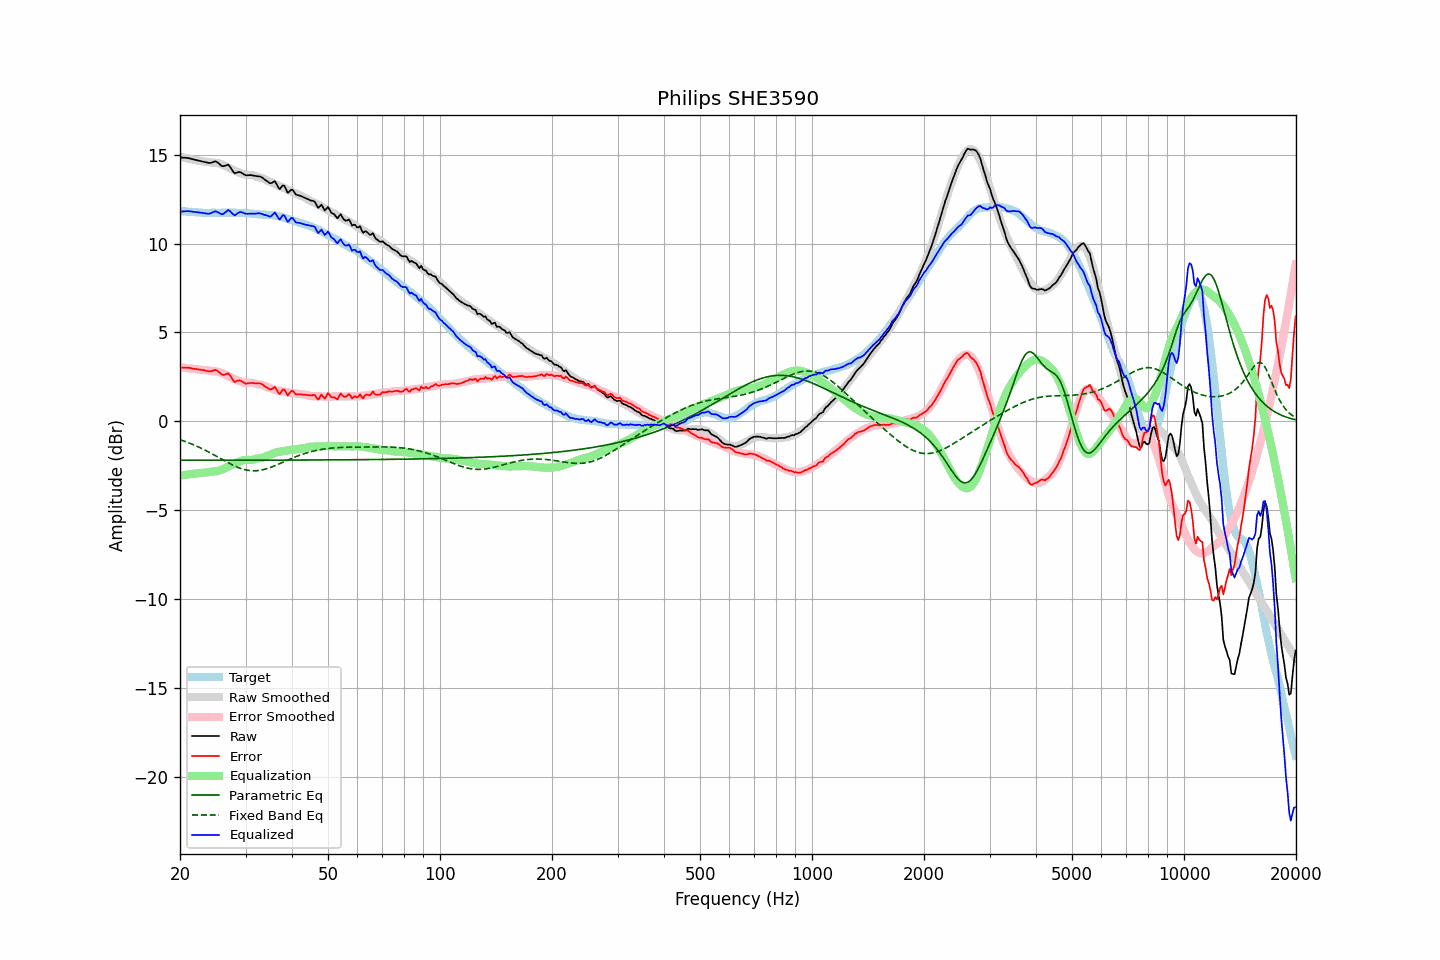 Philips SHE3590
Amplitude (dBr)
15
10
5
0
−5
−10
−15
−20
Target
Raw Smoothed
Error Smoothed
Raw
Error
Equalization
Parametric Eq
Fixed Band Eq
Equalized
20 50 100 200 500 1000 2000 5000 10000 20000
Frequency (Hz)